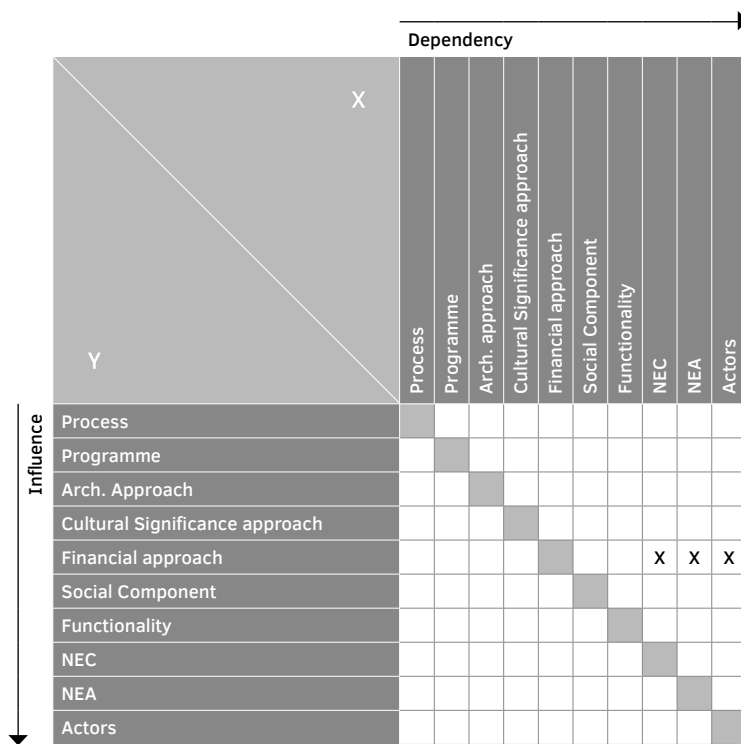 Dependency
X
Y
Process
Programme
Arch. approach
Cultural Significance approach
Financial approach
Social Component
Functionality
NEC
NEA
Actors
Influence
Process
Programme
Arch. Approach
Cultural Significance approach
Financial approach X X X
Social Component
Functionality
NEC
NEA
Actors